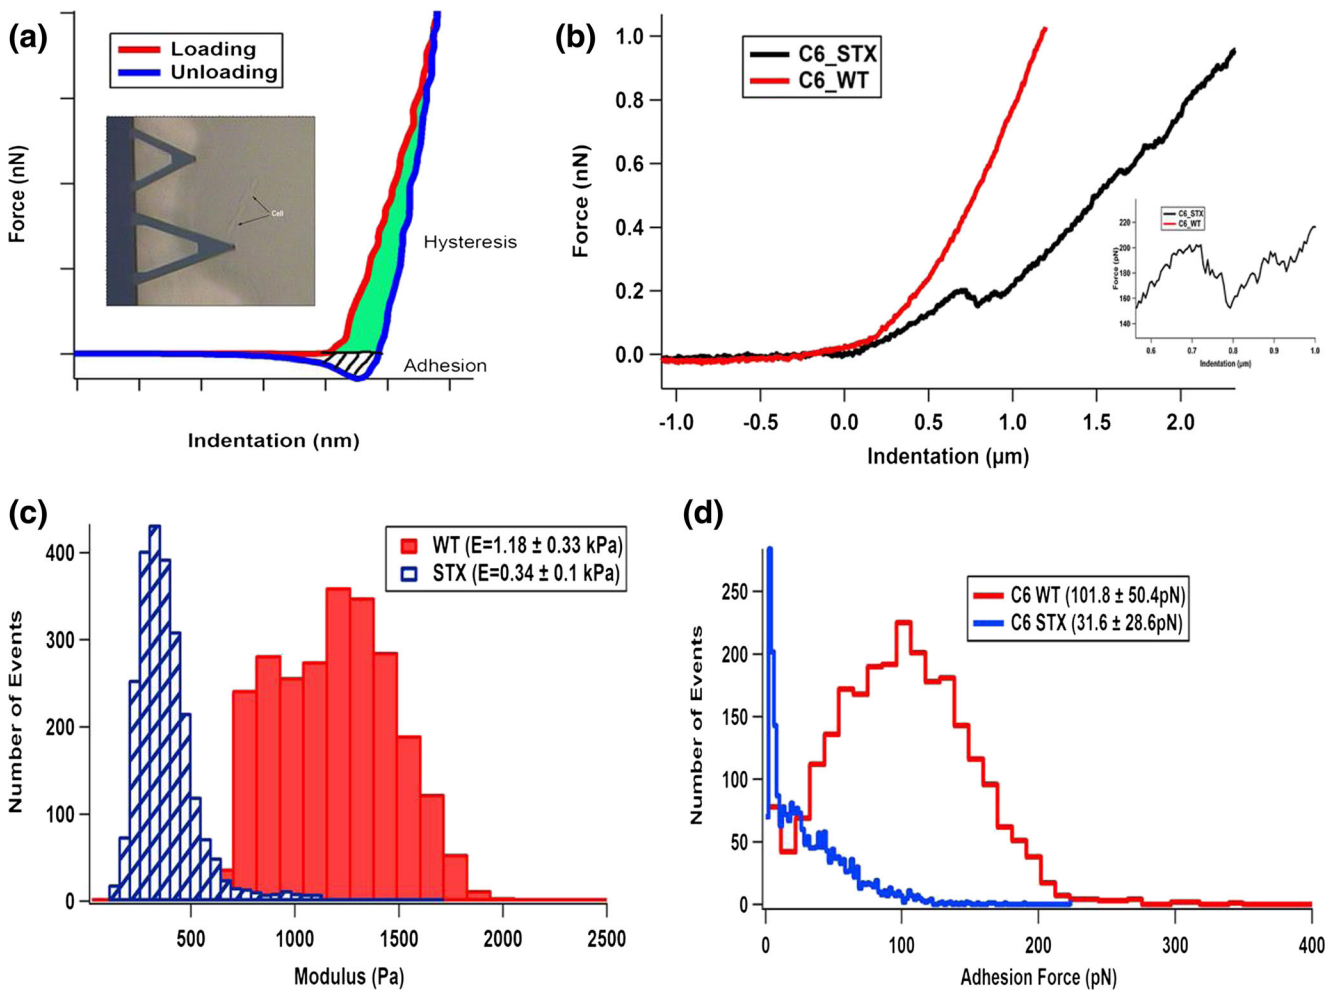 (a)
Loading
Unloading
Cell
Hysteresis
Adhesion
Force (nN)
Indentation (nm)
(b)
C6_STX
C6_WT
1.0
0.8
0.6
0.4
0.2
0.0
Force (nN)
-1.0 -0.5 0.0 0.5 1.0 1.5 2.0
Indentation (µm)
C6_STX
C6_WT
220
200
180
160
140
Force (pN)
0.6 0.7 0.8 0.9 1.0
Indentation (µm)
(c)
WT (E=1.18 ± 0.33 kPa)
STX (E=0.34 ± 0.1 kPa)
400
300
200
100
0
Number of Events
500 1000 1500 2000 2500
Modulus (Pa)
(d)
C6 WT (101.8 ± 50.4pN)
C6 STX (31.6 ± 28.6pN)
250
200
150
100
50
0
Number of Events
0 100 200 300 400
Adhesion Force (pN)